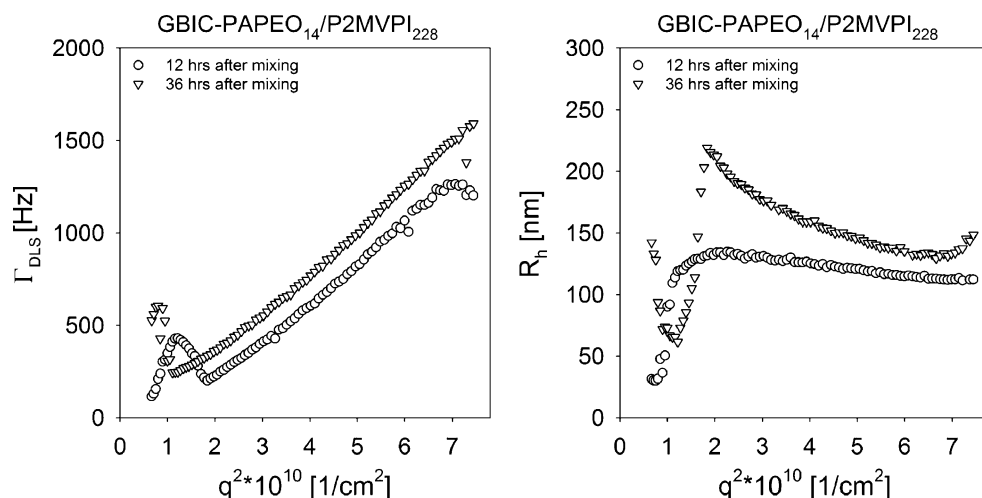 GBIC-PAPEO₁₄/P2MVPI₂₂₈
2000
1500
1000
500
0
Γ_DLS [Hz]
12 hrs after mixing
36 hrs after mixing
0 1 2 3 4 5 6 7
q²*10¹⁰ [1/cm²]
GBIC-PAPEO₁₄/P2MVPI₂₂₈
300
250
200
150
100
50
0
R_h [nm]
12 hrs after mixing
36 hrs after mixing
0 1 2 3 4 5 6 7
q²*10¹⁰ [1/cm²]